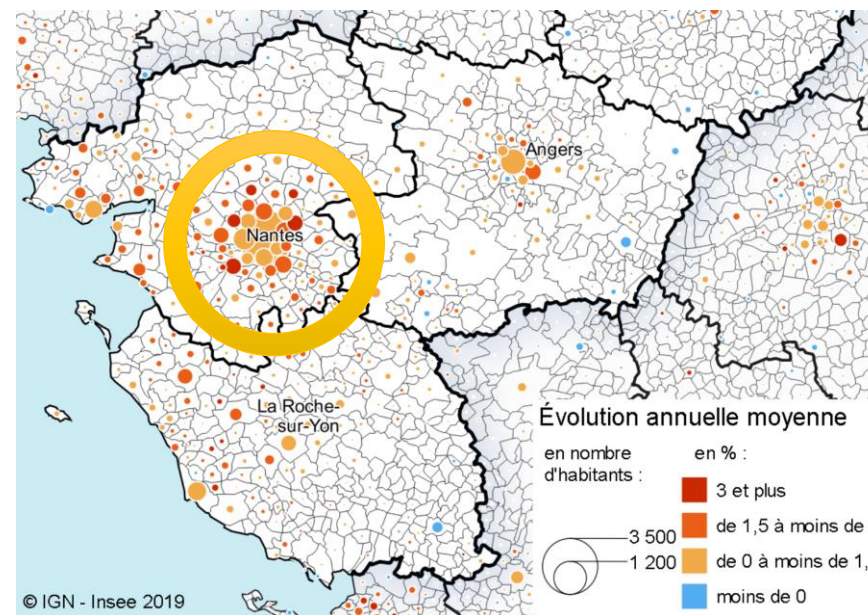 Angers
Nantes
La Roche-
sur-Yon
Évolution annuelle moyenne
en nombre
d'habitants :
en % :
3 et plus
3 500
de 1,5 à moins de
1 200
de 0 à moins de 1,
moins de 0
© IGN - Insee 2019